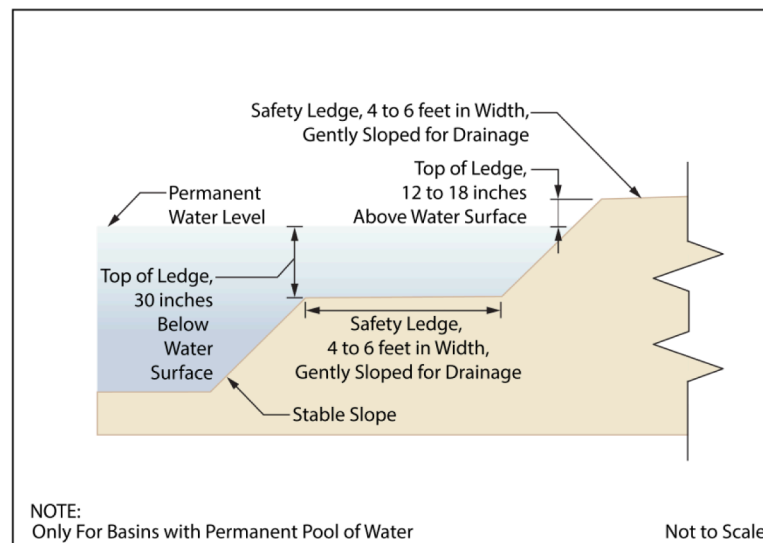 Safety Ledge, 4 to 6 feet in Width,
Gently Sloped for Drainage
Top of Ledge,
12 to 18 inches
Above Water Surface
Permanent
Water Level
Top of Ledge,
30 inches
Below
Water
Surface
Safety Ledge,
4 to 6 feet in Width,
Gently Sloped for Drainage
Stable Slope
NOTE:
Only For Basins with Permanent Pool of Water
Not to Scale